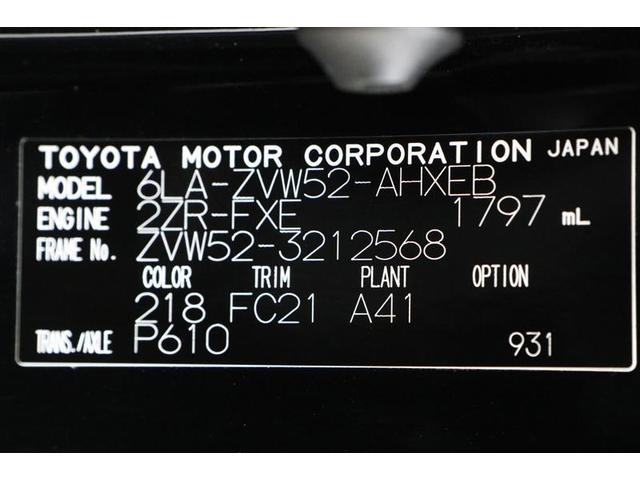 TOYOTA MOTOR CORPORATION JAPAN
MODEL 6LA-ZVW52-AHXEB
ENGINE 2ZR-FXE 1797 mL
FRAME No. ZVW52-3212568
COLOR TRIM PLANT OPTION
218 FC21 A41
TRANS./AXLE P610 931